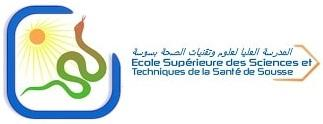 المدرسة العليا لعلوم وتقنيات الصحة بسوسة
Ecole Supérieure des Sciences et
Techniques de la Santé de Sousse